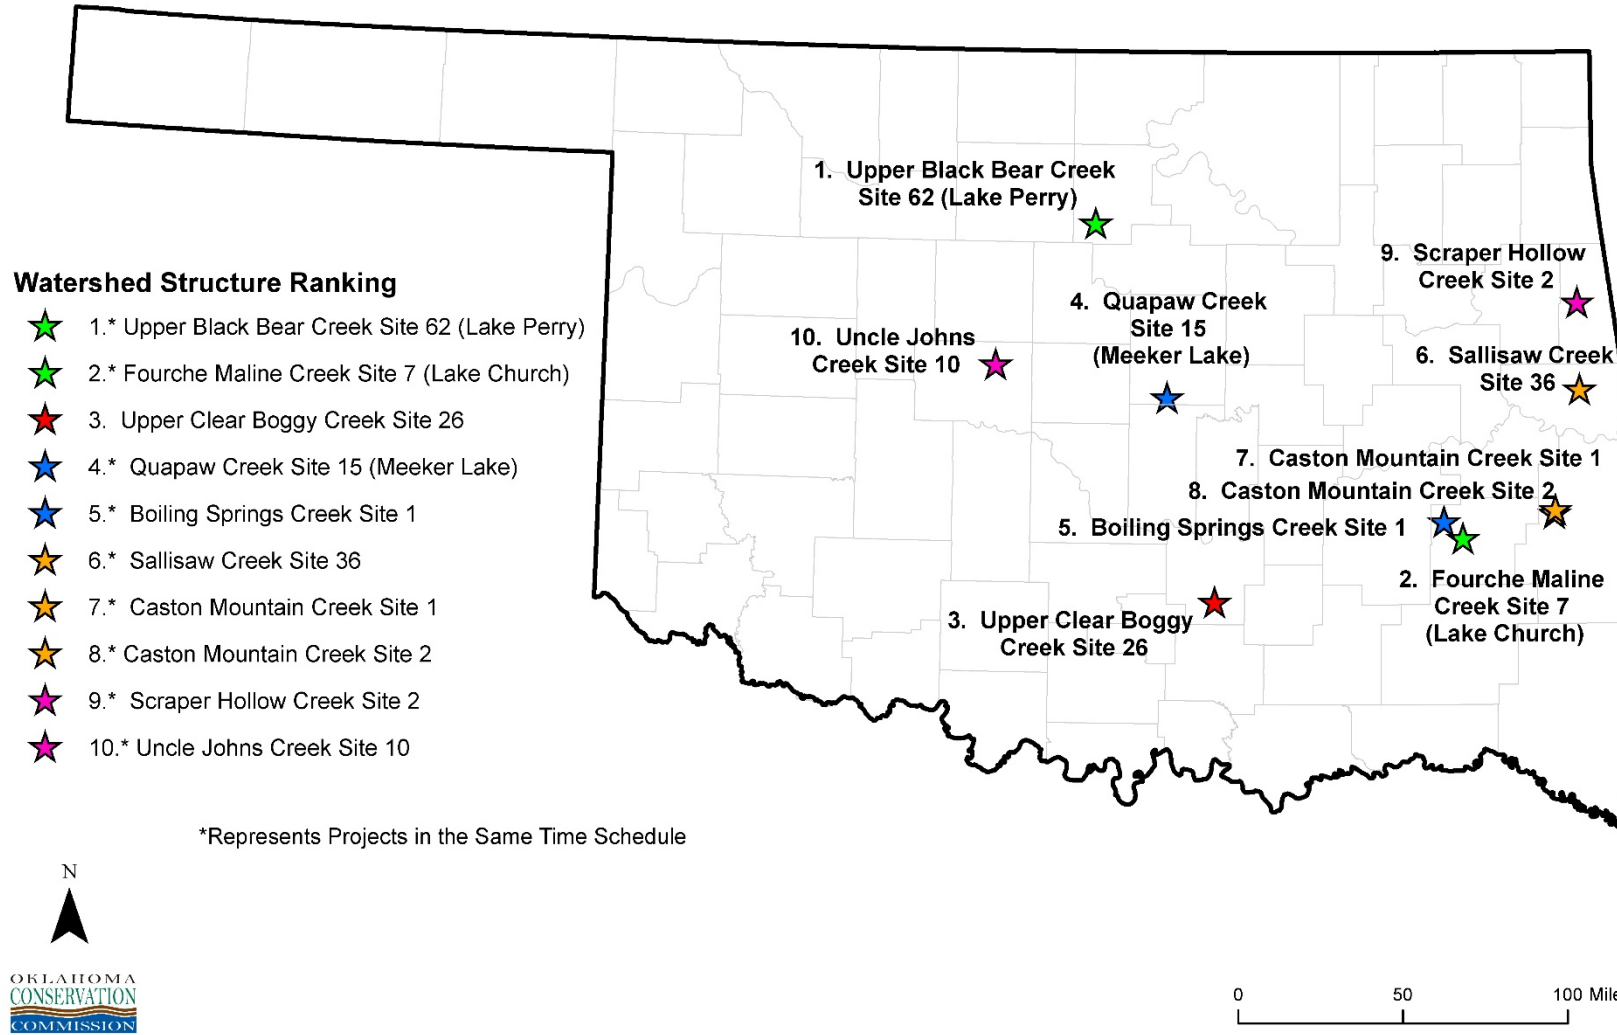 1. Upper Black Bear Creek
Site 62 (Lake Perry)
9. Scraper Hollow
Creek Site 2
4. Quapaw Creek
Site 15
(Meeker Lake)
10. Uncle Johns
Creek Site 10
6. Sallisaw Creek
Site 36
7. Caston Mountain Creek Site 1
8. Caston Mountain Creek Site 2
5. Boiling Springs Creek Site 1
2. Fourche Maline
Creek Site 7
(Lake Church)
3. Upper Clear Boggy
Creek Site 26
Watershed Structure Ranking
1.* Upper Black Bear Creek Site 62 (Lake Perry)
2.* Fourche Maline Creek Site 7 (Lake Church)
3. Upper Clear Boggy Creek Site 26
4.* Quapaw Creek Site 15 (Meeker Lake)
5.* Boiling Springs Creek Site 1
6.* Sallisaw Creek Site 36
7.* Caston Mountain Creek Site 1
8.* Caston Mountain Creek Site 2
9.* Scraper Hollow Creek Site 2
10.* Uncle Johns Creek Site 10
*Represents Projects in the Same Time Schedule
N
OKLAHOMA
CONSERVATION
COMMISSION
0 50 100 Mile